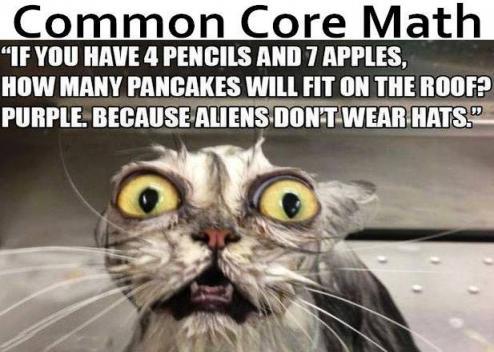 Common Core Math
“IF YOU HAVE 4 PENCILS AND 7 APPLES,
HOW MANY PANCAKES WILL FIT ON THE ROOF?
PURPLE. BECAUSE ALIENS DON'T WEAR HATS.”